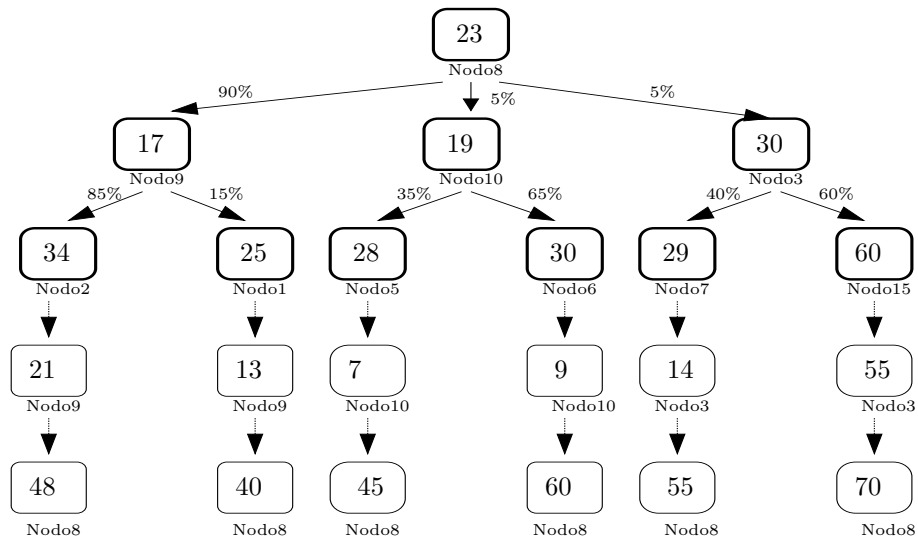 23
Nodo8
90% 5% 5%
17 19 30
Nodo9 Nodo10 Nodo3
85% 15% 35% 65% 40% 60%
34 25 28 30 29 60
Nodo2 Nodo1 Nodo5 Nodo6 Nodo7 Nodo15
21 13 7 9 14 55
Nodo9 Nodo9 Nodo10 Nodo10 Nodo3 Nodo3
48 40 45 60 55 70
Nodo8 Nodo8 Nodo8 Nodo8 Nodo8 Nodo8